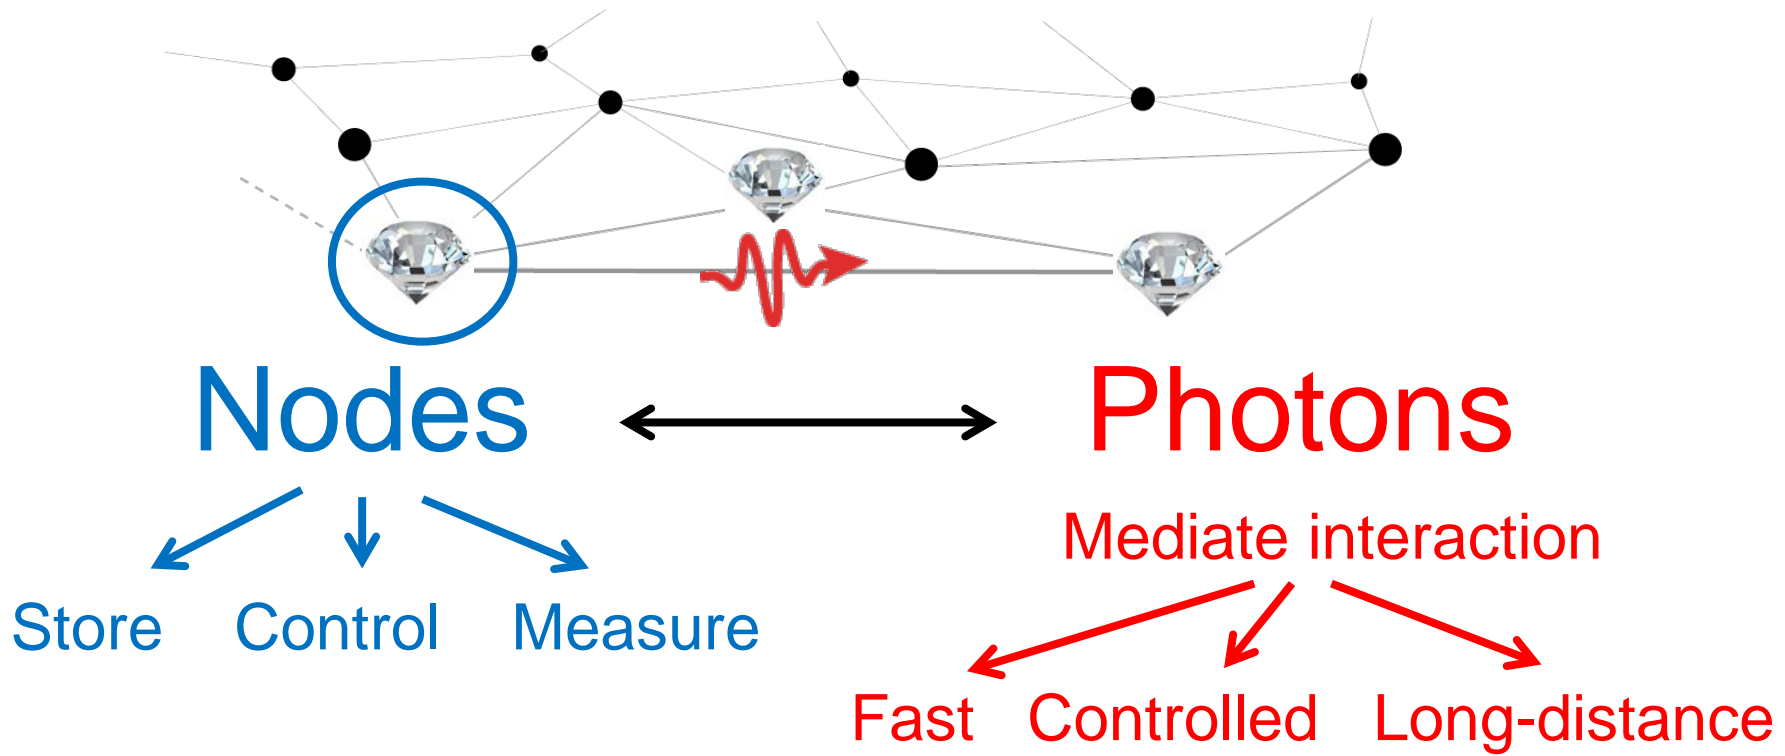 Nodes
Photons
Mediate interaction
Store Control Measure
Fast Controlled Long-distance